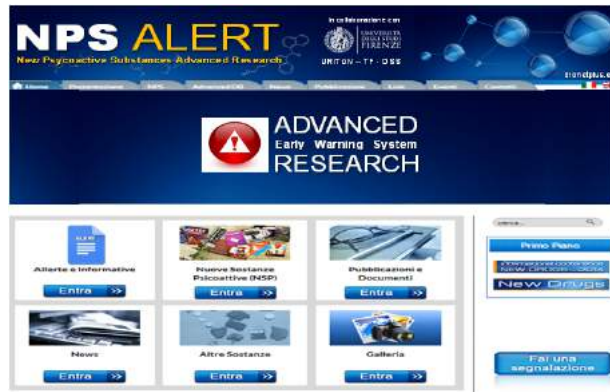 NPS ALERT
New Psycoactive Substances Advanced Research
In collaborazione con
UNIVERSITÀ
DEGLI STUDI
FIRENZE
Home
NPS
News
ADVANCED
Early Warning System
RESEARCH
cerca...
Allerte e Informative
Entra >>
Nuove Sostanze
Psicoattive (NSP)
Entra >>
Pubblicazioni e
Documenti
Entra >>
Primo Piano
New Drugs
News
Entra >>
Altre Sostanze
Entra >>
Galleria
Entra >>
Fai una
segnalazione